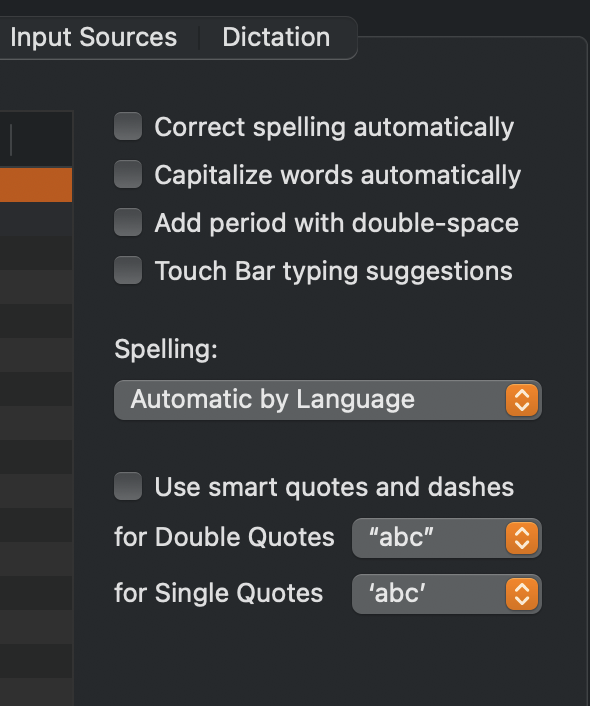 Input Sources Dictation
Correct spelling automatically
Capitalize words automatically
Add period with double-space
Touch Bar typing suggestions
Spelling:
Automatic by Language
Use smart quotes and dashes
for Double Quotes “abc”
for Single Quotes ‘abc’